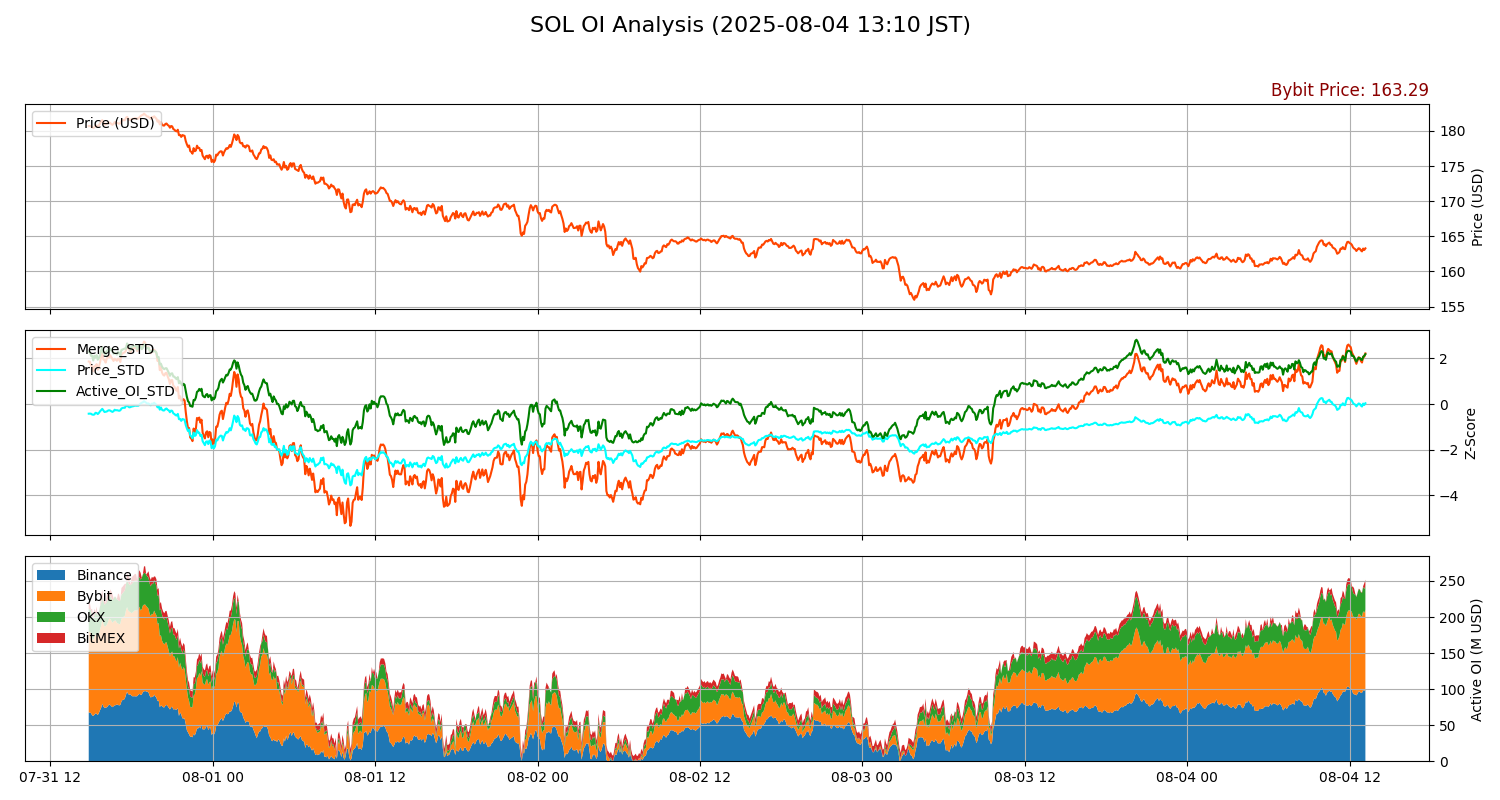 SOL OI Analysis (2025-08-04 13:10 JST)
Bybit Price: 163.29
Price (USD)
180
175
170
165
160
155
Price (USD)
Merge_STD
Price_STD
Active_OI_STD
2
0
−2
−4
Z-Score
Binance
Bybit
OKX
BitMEX
250
200
150
100
50
0
Active OI (M USD)
07-31 12
08-01 00
08-01 12
08-02 00
08-02 12
08-03 00
08-03 12
08-04 00
08-04 12